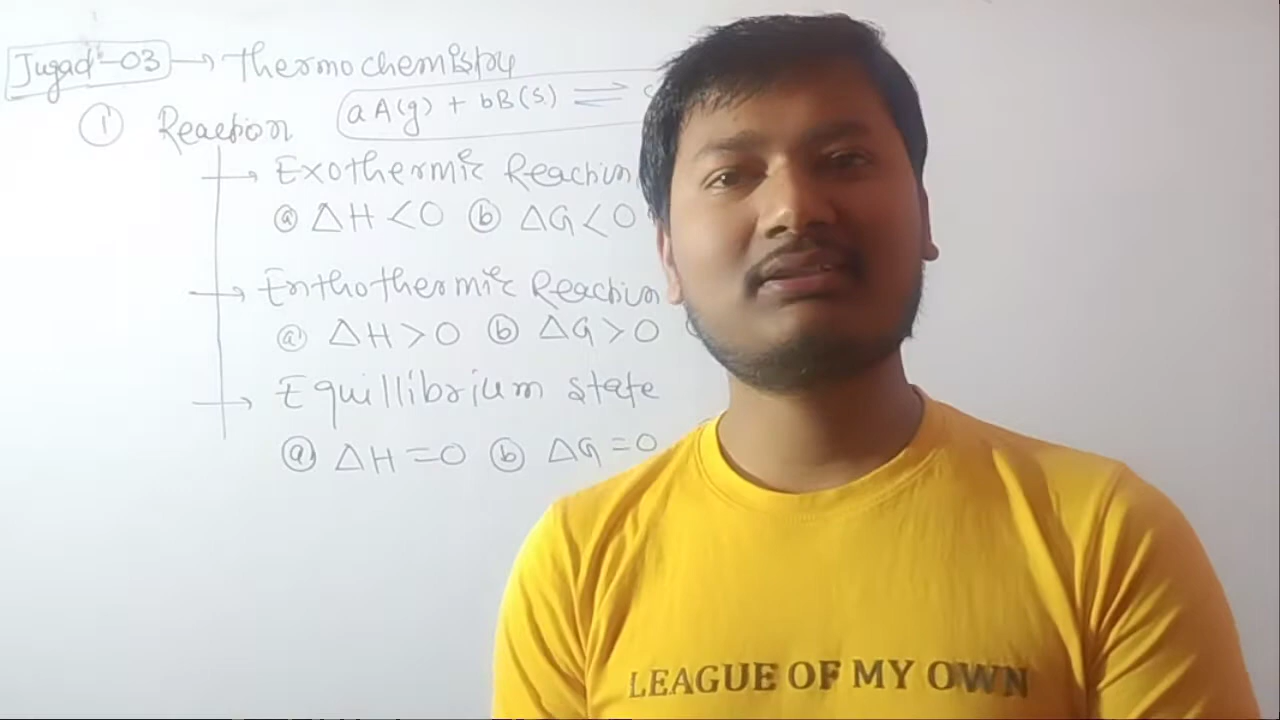 Jugad-03 → Thermochemistry
① Reaction aA(g) + bB(s) ⇌
→ Exothermic Reaction
ⓐ ΔH <0 ⓑ ΔG <0
→ Enthothermic Reaction
ⓐ ΔH >0 ⓑ ΔG >0
→ Equillibrium state
ⓐ ΔH =0 ⓑ ΔG =0
LEAGUE OF MY OWN